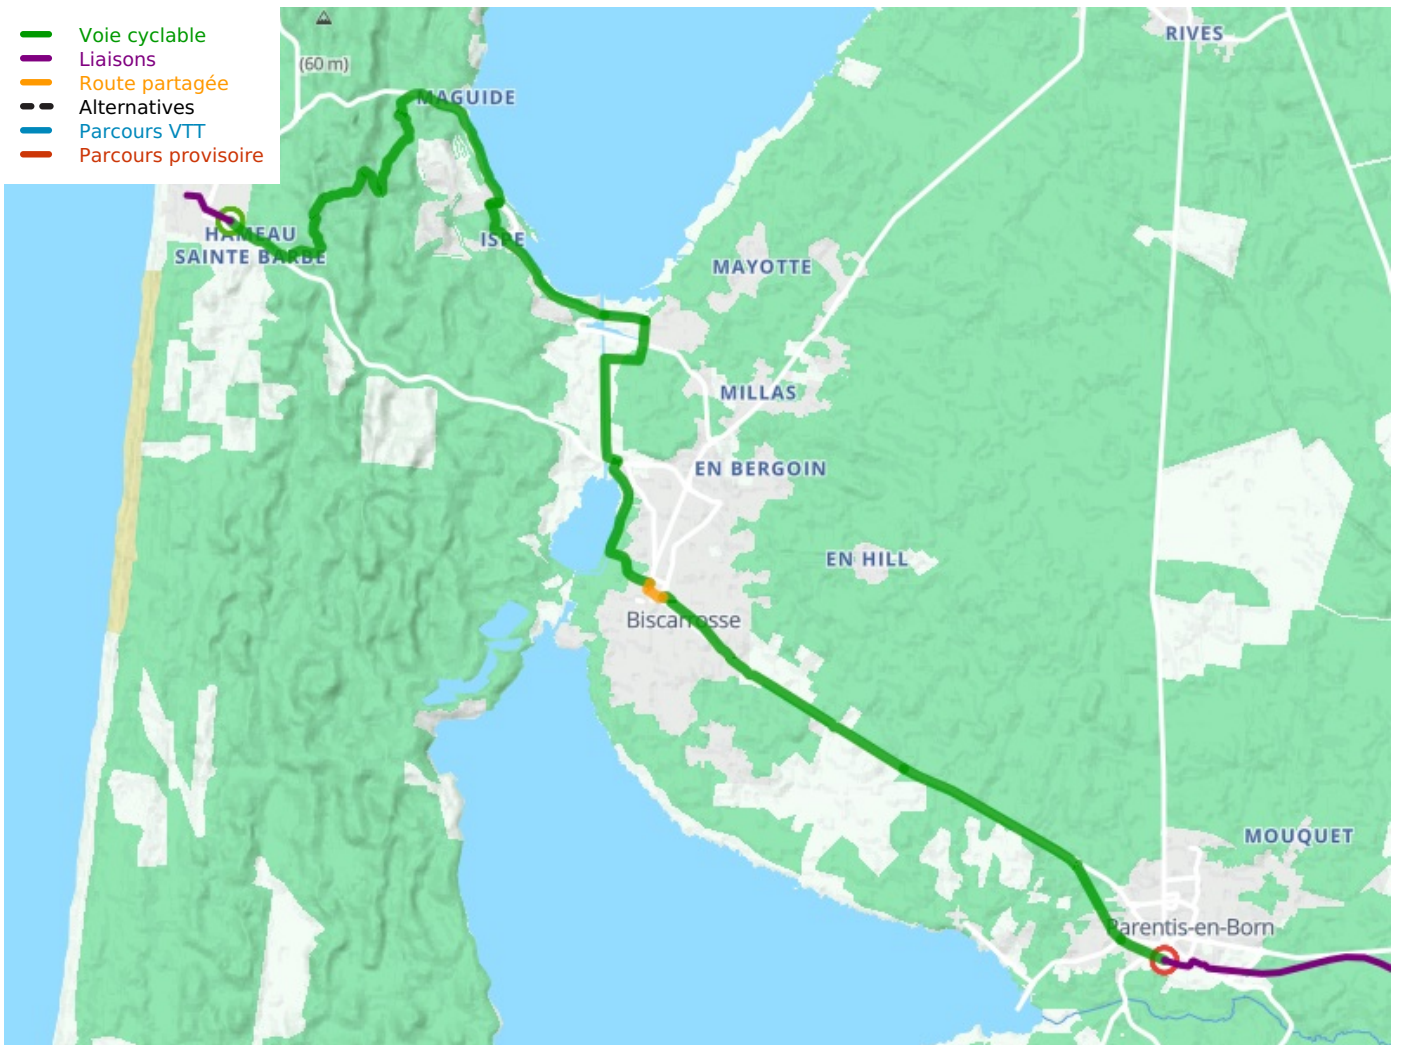 Voie cyclable
Liaisons
Route partagée
Alternatives
Parcours VTT
Parcours provisoire
(60 m)
RIVES
MAGUIDE
HAMEAU
SAINTE BARBE
ISPE
MAYOTTE
MILLAS
EN BERGOIN
EN HILL
Biscarrosse
MOUQUET
Parentis-en-Born